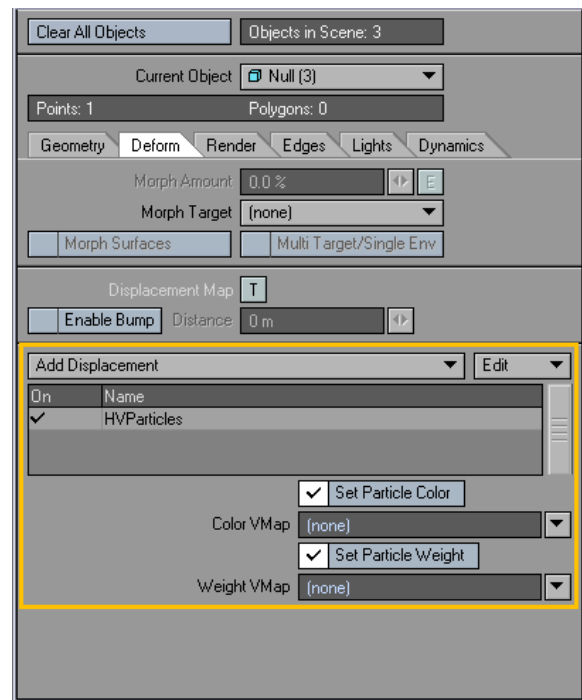 Clear All Objects Objects in Scene: 3
Current Object Null (3)
Points: 1 Polygons: 0
Geometry Deform Render Edges Lights Dynamics
Morph Amount 0.0 % E
Morph Target (none)
Morph Surfaces Multi Target/Single Env
Displacement Map T
Enable Bump Distance 0 m
Add Displacement Edit
On Name
HVParticles
Set Particle Color
Color VMap (none)
Set Particle Weight
Weight VMap (none)